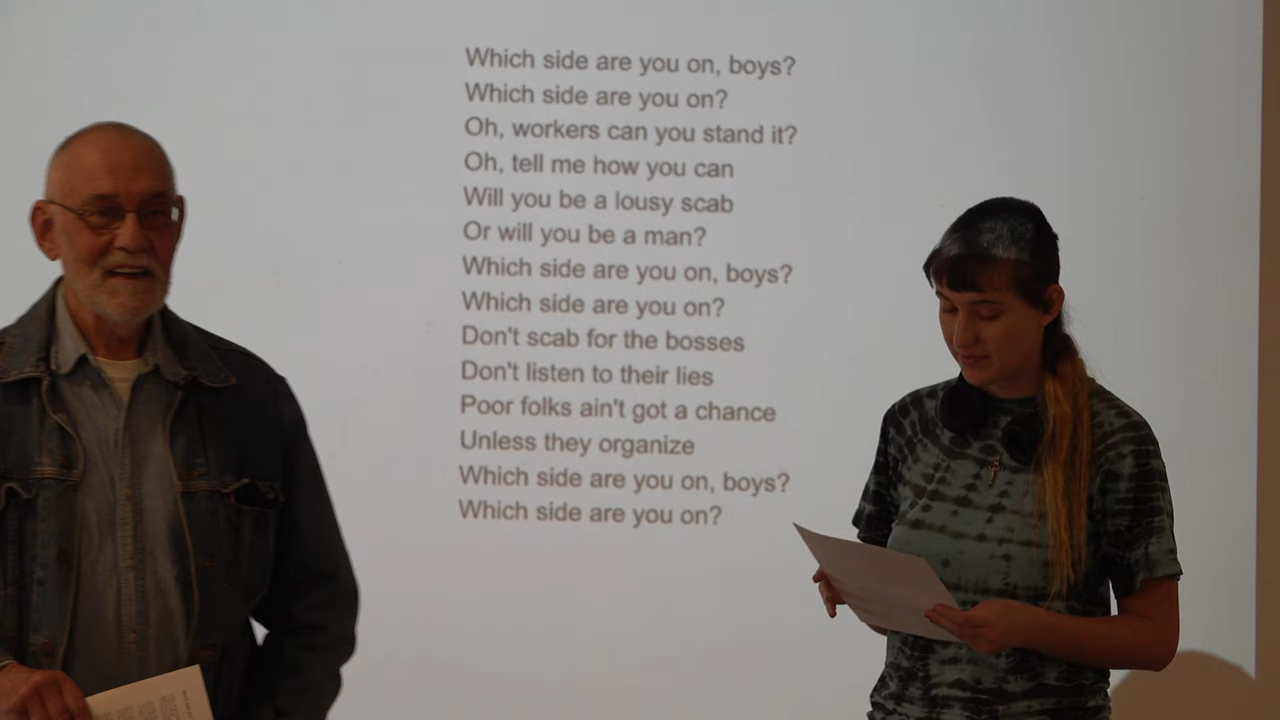 Which side are you on, boys?
Which side are you on?
Oh, workers can you stand it?
Oh, tell me how you can
Will you be a lousy scab
Or will you be a man?
Which side are you on, boys?
Which side are you on?
Don't scab for the bosses
Don't listen to their lies
Poor folks ain't got a chance
Unless they organize
Which side are you on, boys?
Which side are you on?